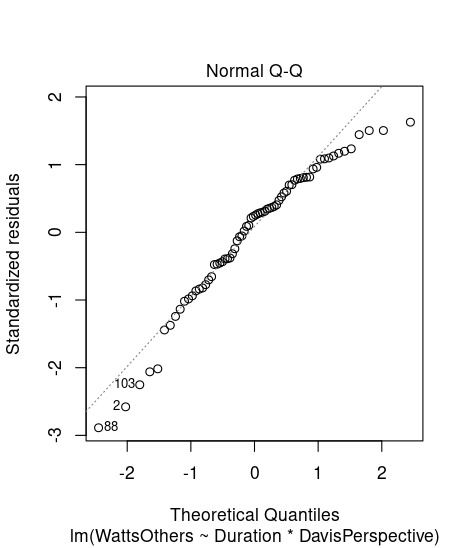 Normal Q-Q
Standardized residuals
2
1
0
-1
-2
-3
103
2
88
-2 -1 0 1 2
Theoretical Quantiles
lm(WattsOthers ~ Duration * DavisPerspective)